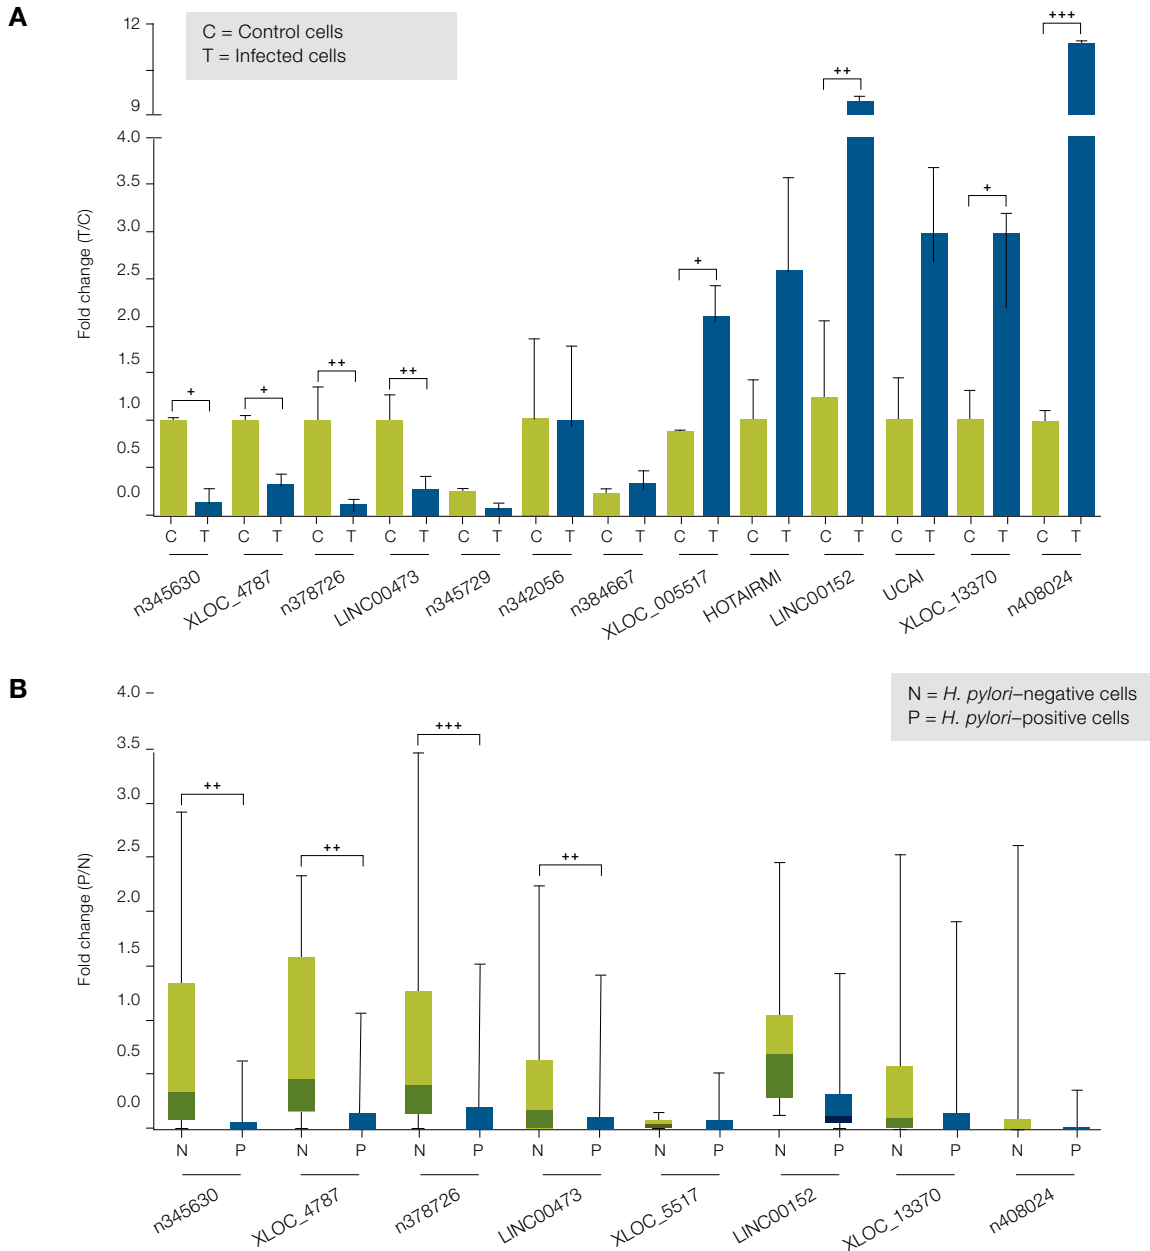 A
C = Control cells
T = Infected cells
12
9
4.0
3.5
3.0
2.5
2.0
1.5
1.0
0.5
0.0
Fold change (T/C)
+
+
++
++
+
++
+
+++
C T C T C T C T C T C T C T C T C T C T C T C T C T
n345630
XLOC_4787
n378726
LINC00473
n345729
n342056
n384667
XLOC_005517
HOTAIRMI
LINC00152
UCAI
XLOC_13370
n408024
B
N = H. pylori–negative cells
P = H. pylori–positive cells
4.0
3.5
3.0
2.5
2.0
1.5
1.0
0.5
0.0
Fold change (P/N)
++
++
+++
++
N P N P N P N P N P N P N P N P
n345630
XLOC_4787
n378726
LINC00473
XLOC_5517
LINC00152
XLOC_13370
n408024